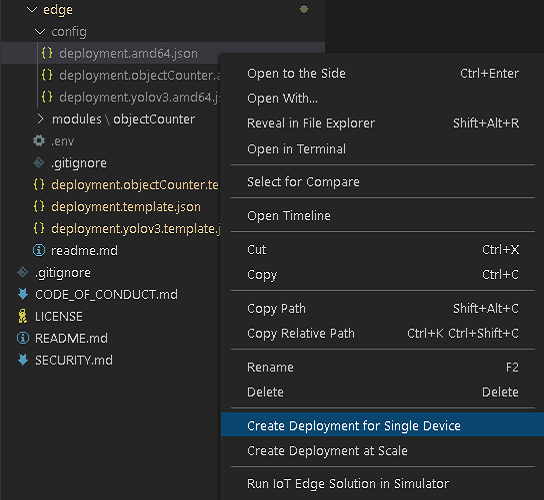 edge
config
{} deployment.amd64.json
{} deployment.objectCounter.a
{} deployment.yolov3.amd64.js
modules \ objectCounter
.env
.gitignore
{} deployment.objectCounter.te
{} deployment.template.json
{} deployment.yolov3.template.j
readme.md
.gitignore
CODE_OF_CONDUCT.md
LICENSE
README.md
SECURITY.md
Open to the Side Ctrl+Enter
Open With...
Reveal in File Explorer Shift+Alt+R
Open in Terminal
Select for Compare
Open Timeline
Cut Ctrl+X
Copy Ctrl+C
Copy Path Shift+Alt+C
Copy Relative Path Ctrl+K Ctrl+Shift+C
Rename F2
Delete Delete
Create Deployment for Single Device
Create Deployment at Scale
Run IoT Edge Solution in Simulator